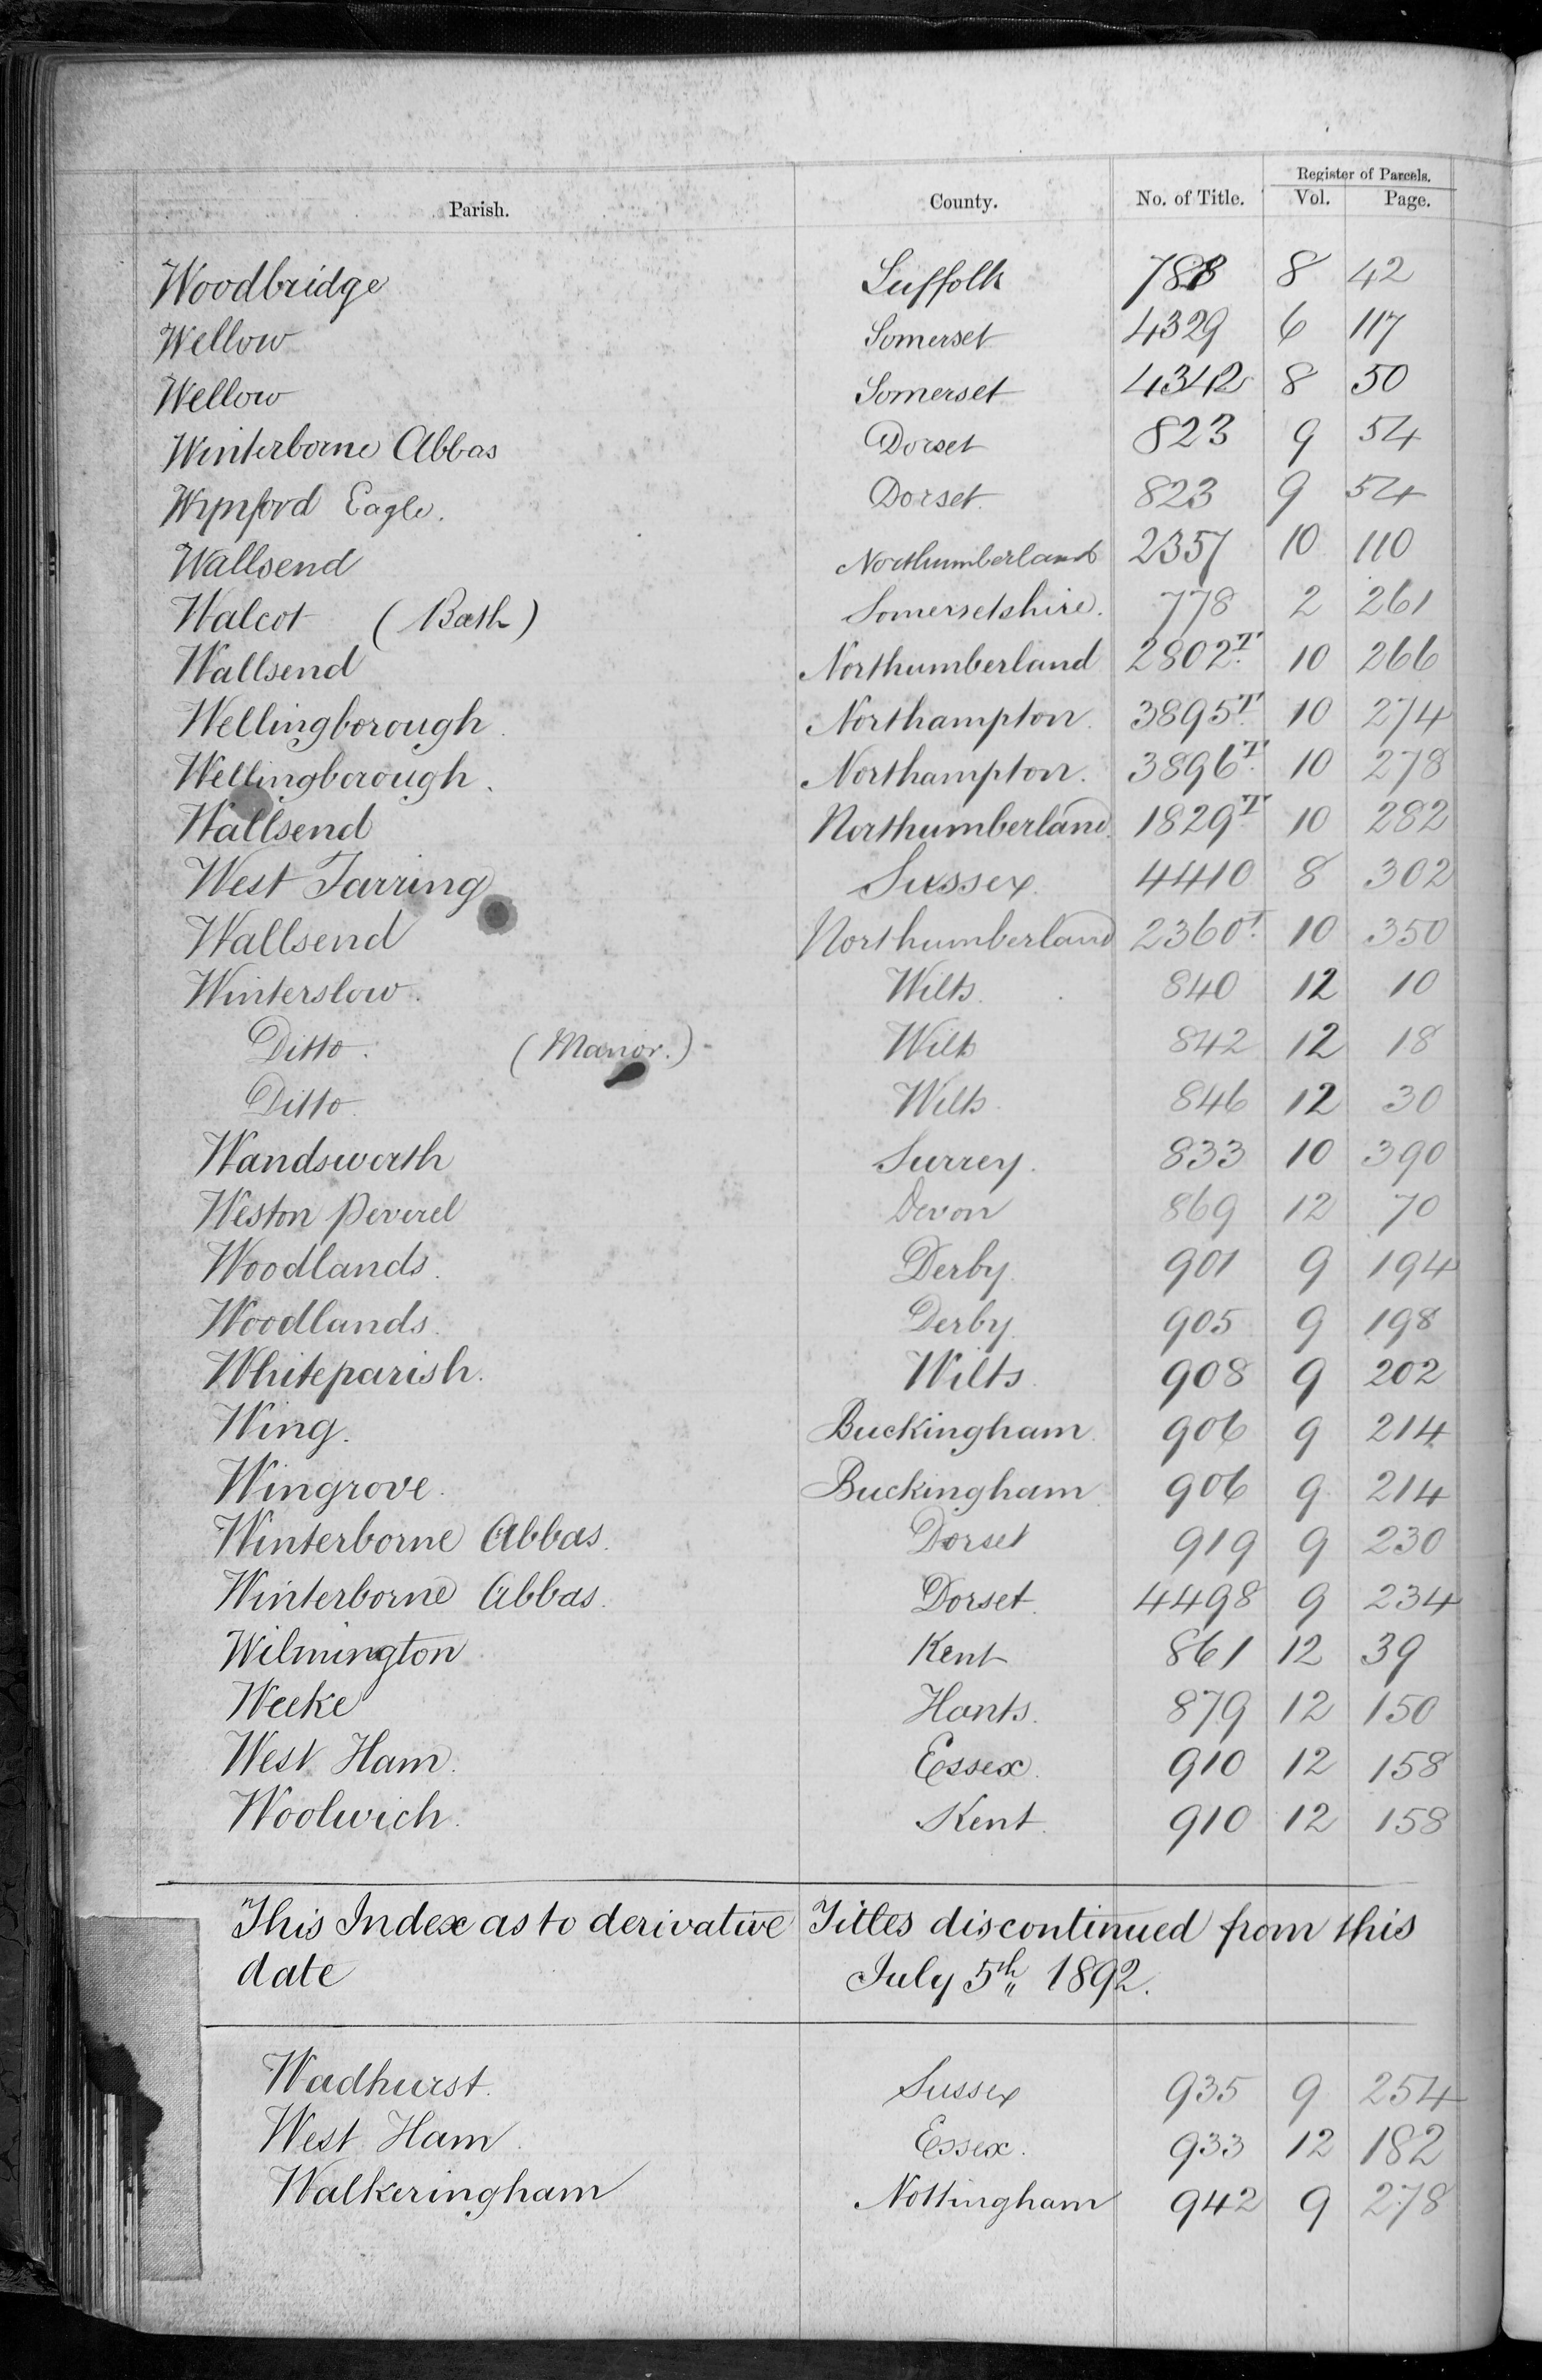 Register of Parcels.
Parish. County. No. of Title. Vol. Page.
Woodbridge Suffolk 788 8 42
Wellow Somerset 4329 6 117
Wellow Somerset 4342 8 50
Winterborne Abbas Dorset 823 9 54
Wynford Eagle. Dorset. 823 9 54
Wallsend Northumberland 2357 10 110
Walcot (Bath) Somersetshire. 778 2 261
Wallsend Northumberland 2802T. 10 266
Wellingborough. Northampton. 3895T. 10 274
Wellingborough. Northampton. 3896T. 10 278
Wallsend Northumberland. 1829T. 10 282
West Tarring Sussex. 4410 8 302
Wallsend Northumberland 2360T. 10 350
Winterslow. Wilts. 840 12 10
Ditto. (Manor.) Wilts 842 12 18
Ditto. Wilts. 846 12 30
Wandsworth Surrey. 833 10 390
Weston Peverel Devon 869 12 70
Woodlands. Derby. 901 9 194
Woodlands. Derby. 905 9 198
Whiteparish. Wilts. 908 9 202
Wing. Buckingham. 906 9 214
Wingrove. Buckingham. 906 9 214
Winterborne Abbas. Dorset 919 9 230
Winterborne Abbas. Dorset. 4498 9 234
Wilmington Kent 861 12 39
Weeke Hants. 879 12 150
West Ham. Essex. 910 12 158
Woolwich. Kent. 910 12 158
This Index as to derivative Titles discontinued from this
date July 5th 1892.
Wadhurst. Sussex 935 9 254
West Ham. Essex. 933 12 182
Walkeringham Nottingham 942 9 278